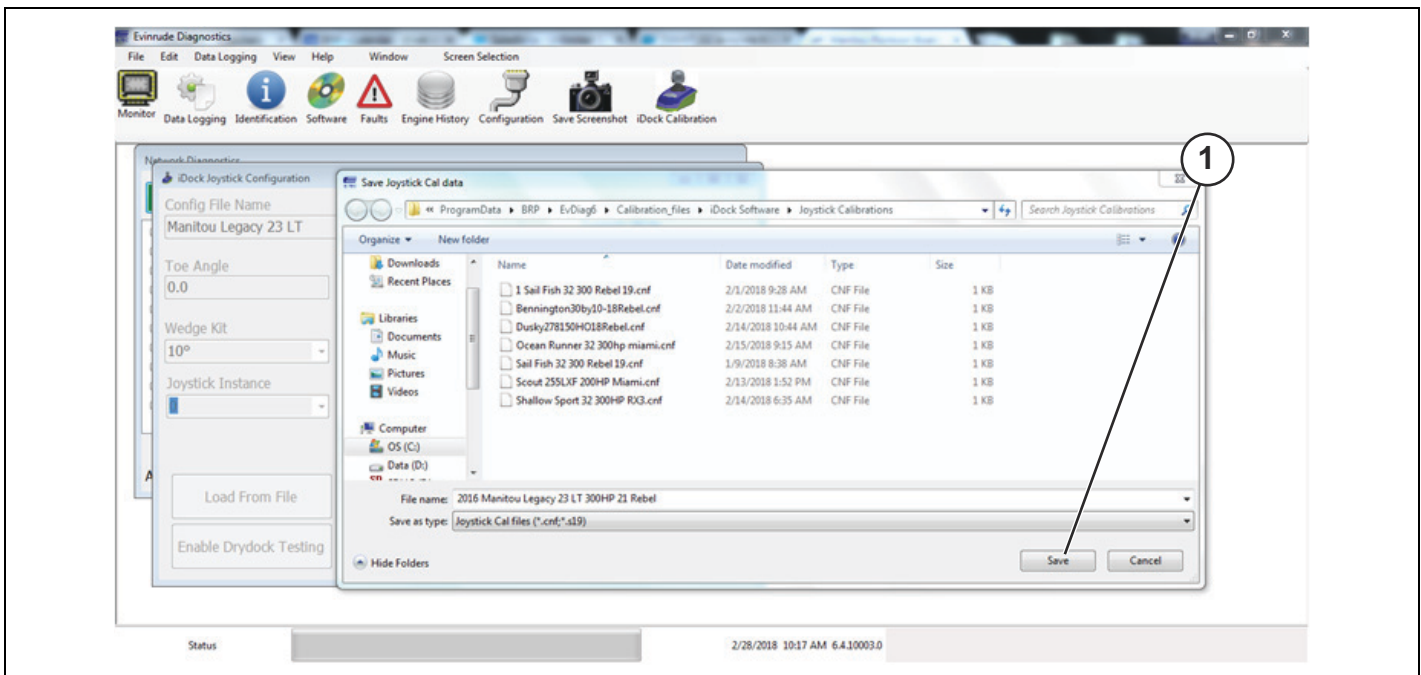 Evinrude Diagnostics
File Edit Data Logging View Help Window Screen Selection
Monitor Data Logging Identification Software Faults Engine History Configuration Save Screenshot iDock Calibration
1
Network Diagnostics
iDock Joystick Configuration
Config File Name
Manitou Legacy 23 LT
Toe Angle
0.0
Wedge Kit
10°
Joystick Instance
Load From File
Enable Drydock Testing
Save Joystick Cal data
« ProgramData ▸ BRP ▸ EvDiag6 ▸ Calibration_files ▸ iDock Software ▸ Joystick Calibrations
Search Joystick Calibrations
Organize New folder
Downloads
Recent Places
Libraries
Documents
Music
Pictures
Videos
Computer
OS (C:)
Data (D:)
Name Date modified Type Size
1 Sail Fish 32 300 Rebel 19.cnf 2/1/2018 9:28 AM CNF File 1 KB
Bennington30by10-18Rebel.cnf 2/2/2018 11:44 AM CNF File 1 KB
Dusky278150HO18Rebel.cnf 2/14/2018 10:44 AM CNF File 1 KB
Ocean Runner 32 300hp miami.cnf 2/15/2018 9:15 AM CNF File 1 KB
Sail Fish 32 300 Rebel 19.cnf 1/9/2018 8:38 AM CNF File 1 KB
Scout 255LXF 200HP Miami.cnf 2/13/2018 1:52 PM CNF File 1 KB
Shallow Sport 32 300HP RX3.cnf 2/14/2018 6:35 AM CNF File 1 KB
File name: 2016 Manitou Legacy 23 LT 300HP 21 Rebel
Save as type: Joystick Cal files (*.cnf;*.s19)
Hide Folders
Save Cancel
Status
2/28/2018 10:17 AM 6.4.10003.0